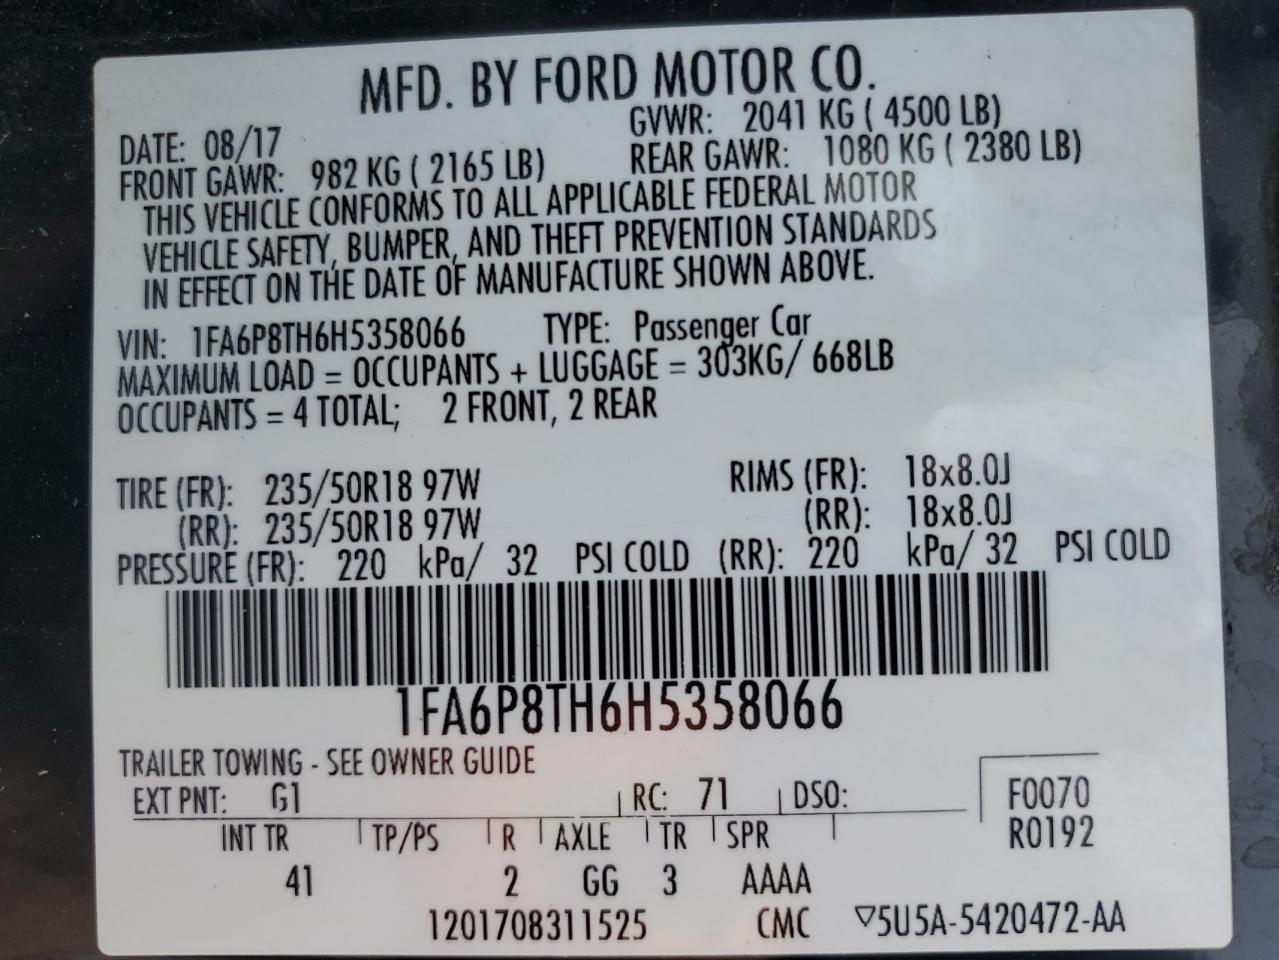 MFD. BY FORD MOTOR CO.
DATE: 08/17 GVWR: 2041 KG ( 4500 LB)
FRONT GAWR: 982 KG ( 2165 LB) REAR GAWR: 1080 KG ( 2380 LB)
THIS VEHICLE CONFORMS TO ALL APPLICABLE FEDERAL MOTOR
VEHICLE SAFETY, BUMPER, AND THEFT PREVENTION STANDARDS
IN EFFECT ON THE DATE OF MANUFACTURE SHOWN ABOVE.
VIN: 1FA6P8TH6H5358066 TYPE: Passenger Car
MAXIMUM LOAD = OCCUPANTS + LUGGAGE = 303KG/ 668LB
OCCUPANTS = 4 TOTAL; 2 FRONT, 2 REAR
TIRE (FR): 235/50R18 97W RIMS (FR): 18x8.0J
(RR): 235/50R18 97W (RR): 18x8.0J
PRESSURE (FR): 220 kPa/ 32 PSI COLD (RR): 220 kPa/ 32 PSI COLD
1FA6P8TH6H5358066
TRAILER TOWING - SEE OWNER GUIDE
EXT PNT: G1 RC: 71 DSO: F0070
INT TR TP/PS R AXLE TR SPR R0192
41 2 GG 3 AAAA
1201708311525 CMC ▽5U5A-5420472-AA